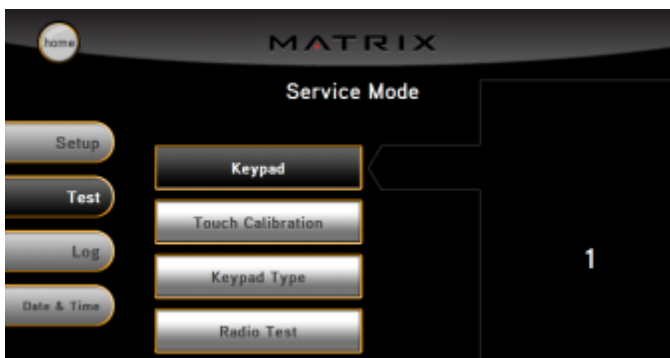 home
MATRIX
Service Mode
Setup
Test
Log
Date & Time
Keypad
Touch Calibration
Keypad Type
Radio Test
1